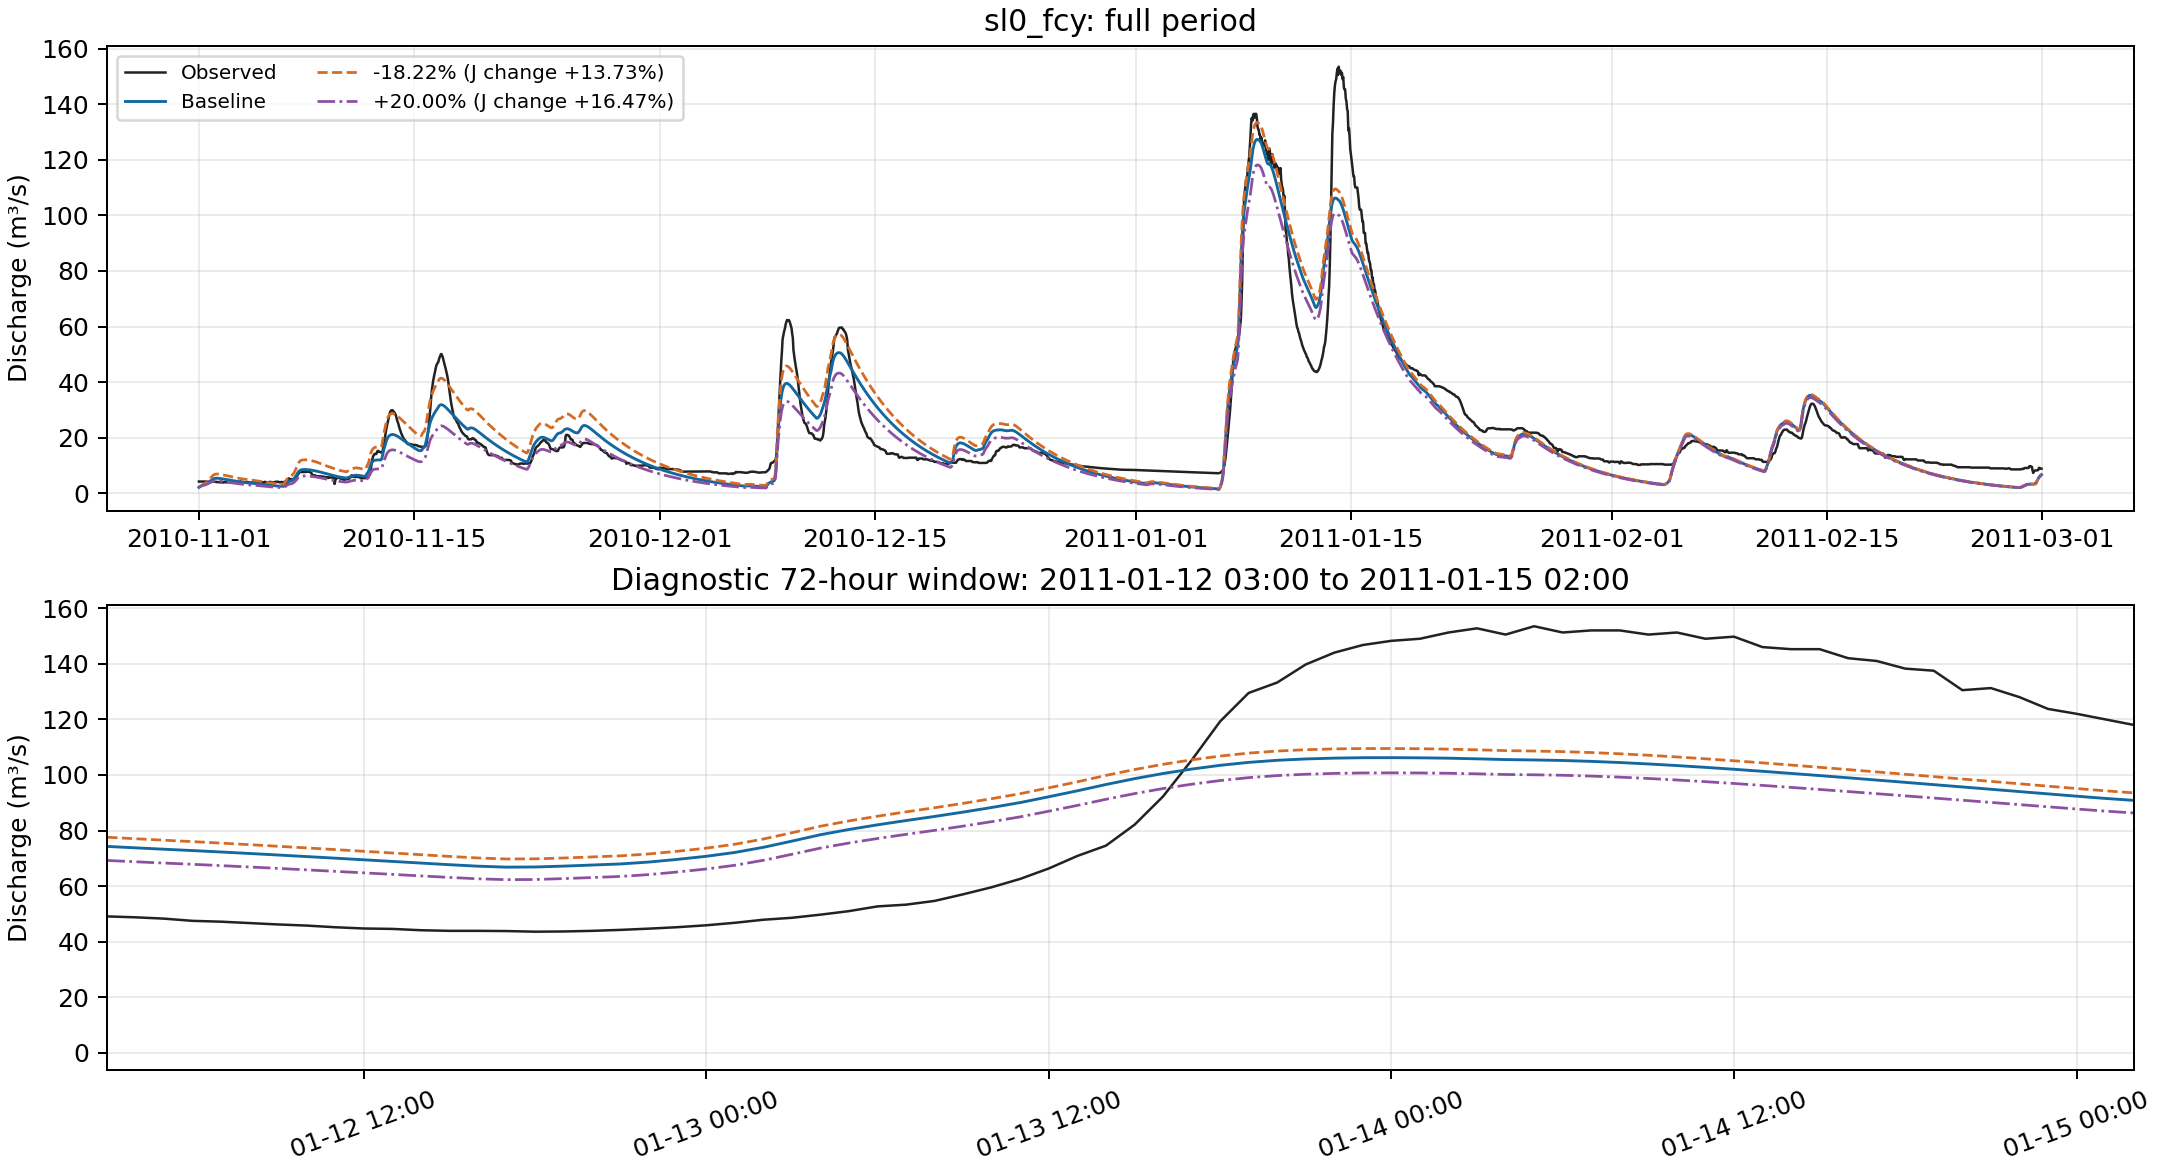 sl0_fcy: full period
160
140
120
100
80
60
40
20
0
Discharge (m³/s)
Observed
Baseline
-18.22% (J change +13.73%)
+20.00% (J change +16.47%)
2010-11-01 2010-11-15 2010-12-01 2010-12-15 2011-01-01 2011-01-15 2011-02-01 2011-02-15 2011-03-01
Diagnostic 72-hour window: 2011-01-12 03:00 to 2011-01-15 02:00
160
140
120
100
80
60
40
20
0
Discharge (m³/s)
01-12 12:00 01-13 00:00 01-13 12:00 01-14 00:00 01-14 12:00 01-15 00:00